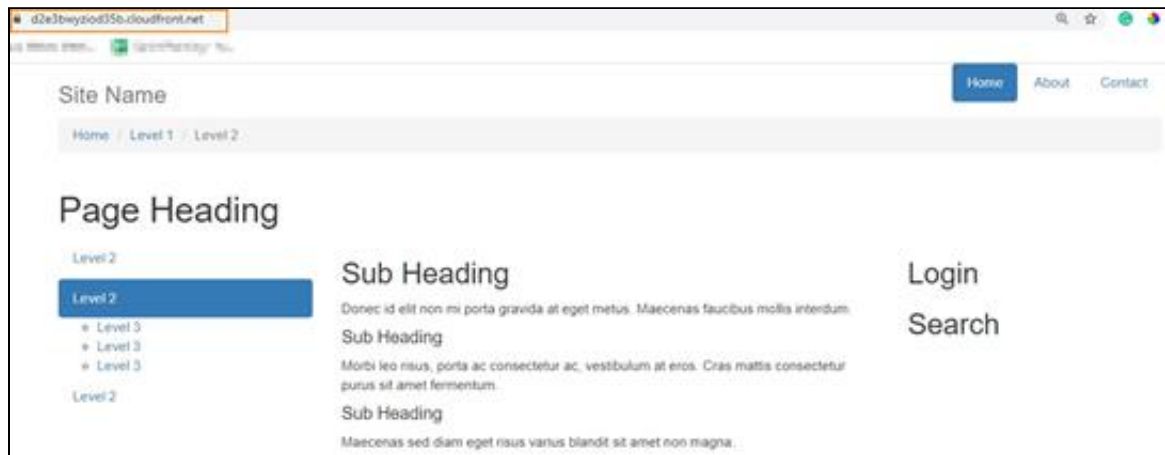 d2e3bwyziod35b.cloudfront.net
Site Name
Home About Contact
Home / Level 1 / Level 2
Page Heading
Level 2
Level 2
Level 3
Level 3
Level 3
Level 2
Sub Heading
Donec id elit non mi porta gravida at eget metus. Maecenas faucibus mollis interdum.
Sub Heading
Morbi leo risus, porta ac consectetur ac, vestibulum at eros. Cras mattis consectetur
purus sit amet fermentum.
Sub Heading
Maecenas sed diam eget risus varius blandit sit amet non magna.
Login
Search